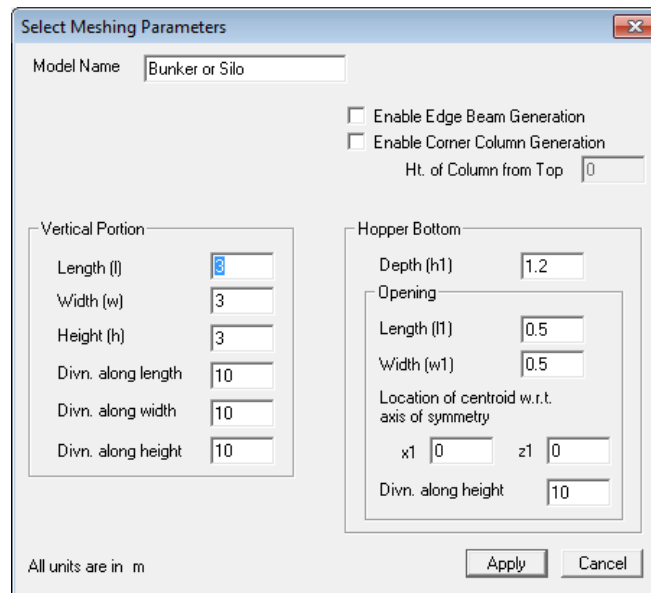 Select Meshing Parameters
Model Name Bunker or Silo
Enable Edge Beam Generation
Enable Corner Column Generation
Ht. of Column from Top 0
Vertical Portion
Length (l) 3
Width (w) 3
Height (h) 3
Divn. along length 10
Divn. along width 10
Divn. along height 10
Hopper Bottom
Depth (h1) 1.2
Opening
Length (l1) 0.5
Width (w1) 0.5
Location of centroid w.r.t.
axis of symmetry
x1 0 z1 0
Divn. along height 10
All units are in m
Apply Cancel